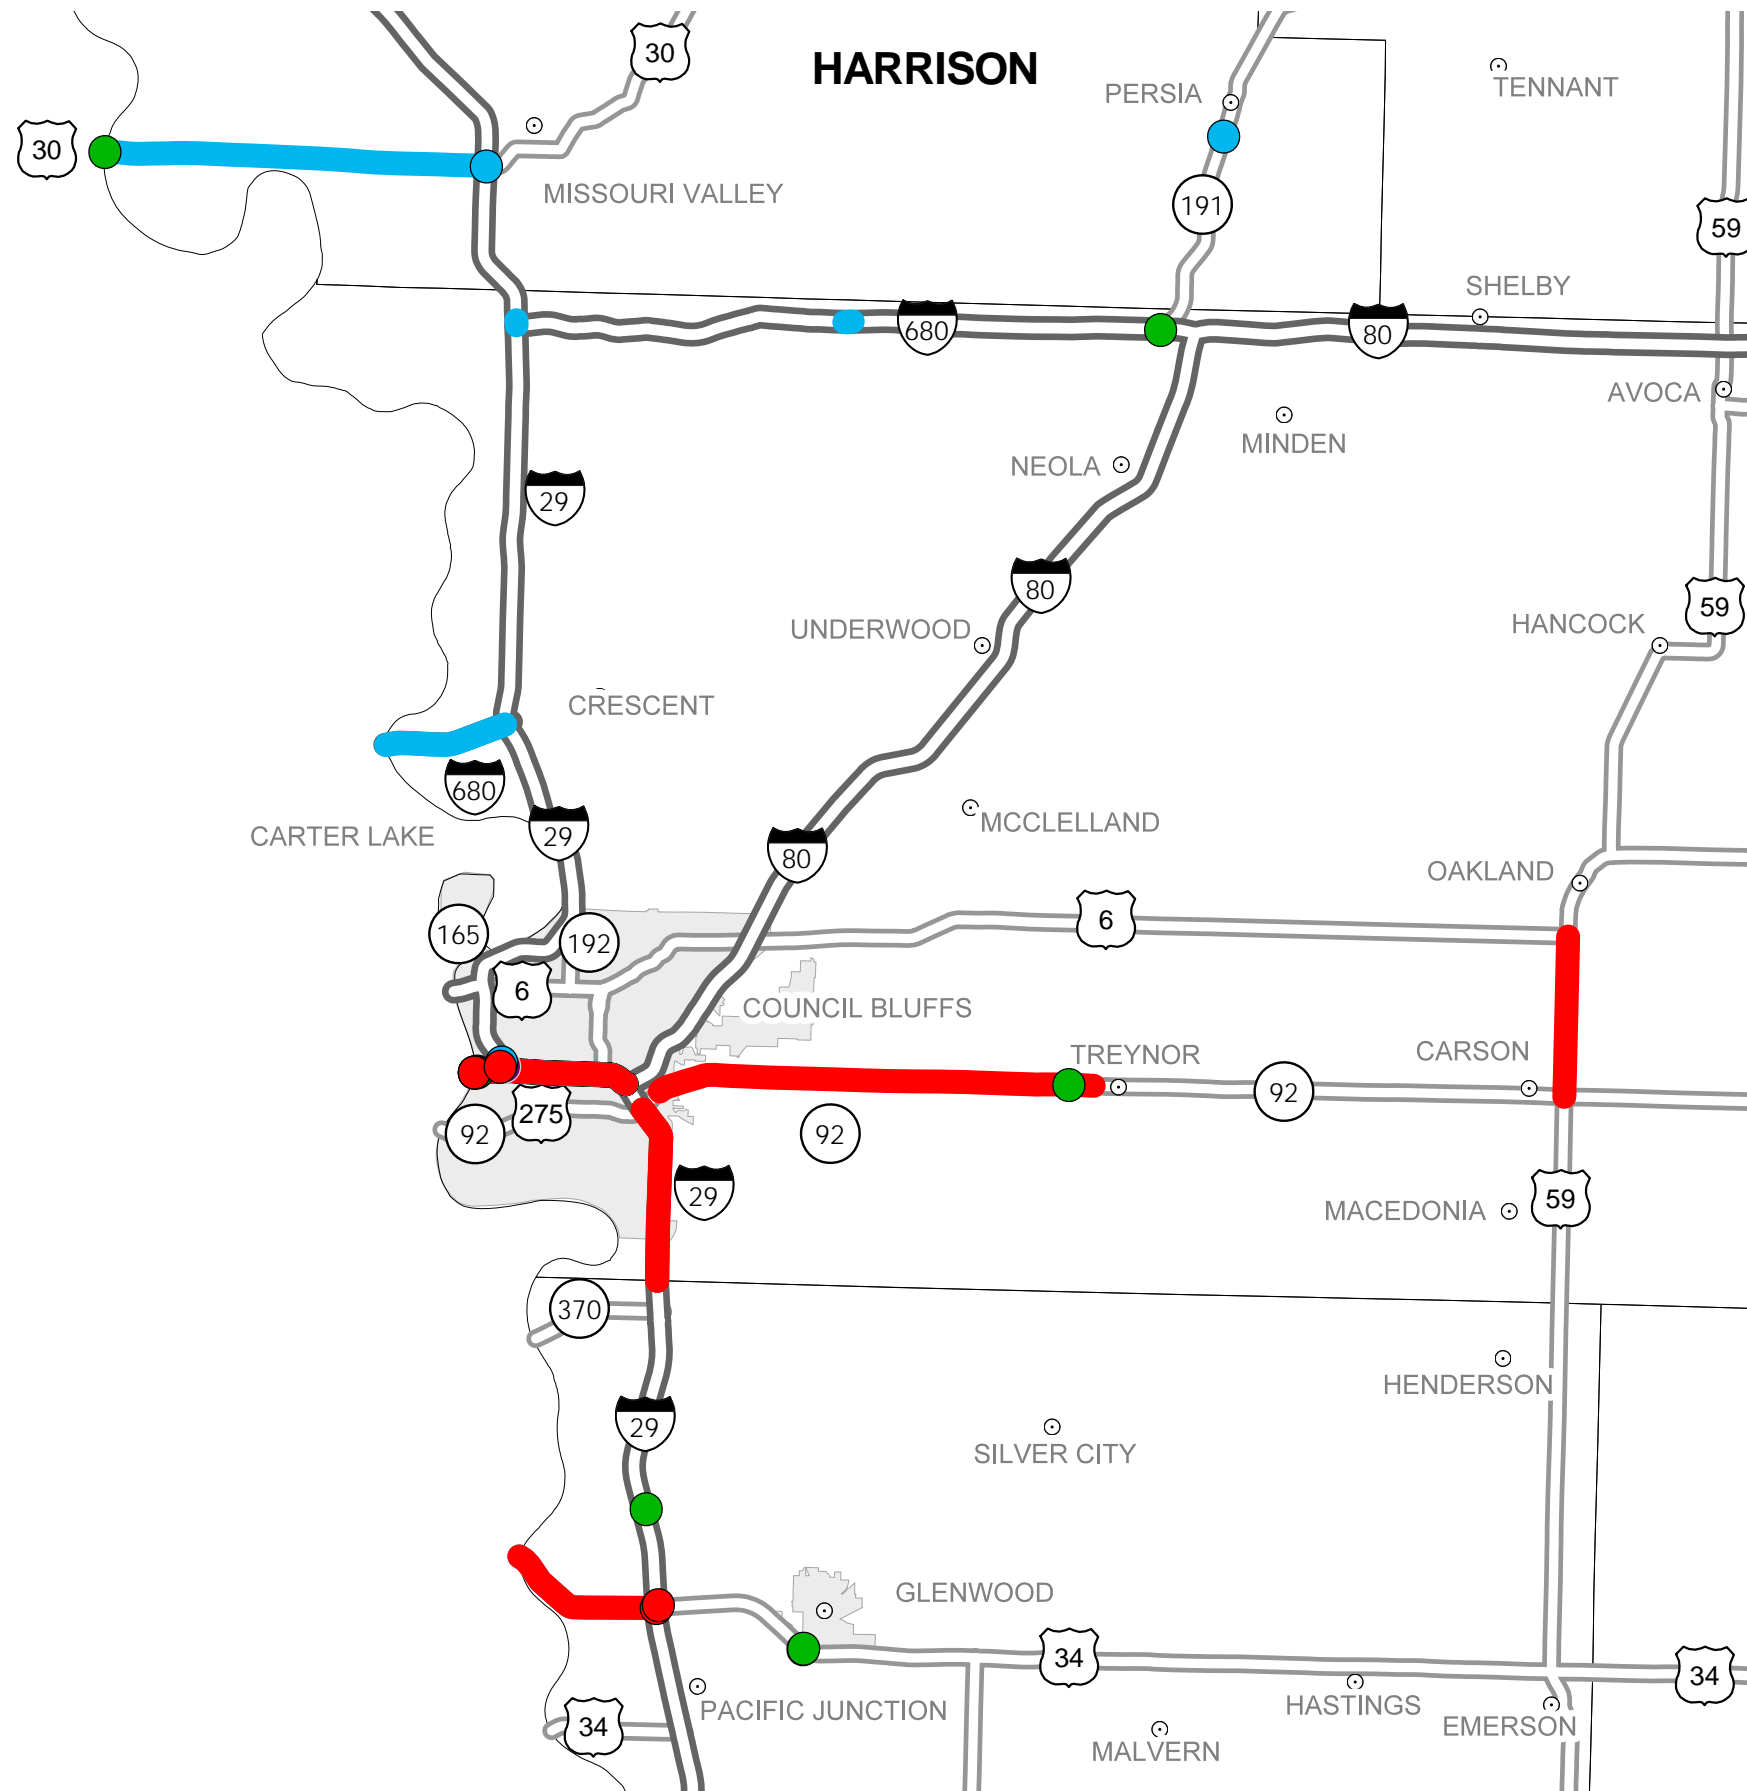 30
HARRISON
PERSIA
TENNANT
30
MISSOURI VALLEY
191
59
SHELBY
680
80
AVOCA
MINDEN
NEOLA
29
80
59
HANCOCK
UNDERWOOD
CRESCENT
680
MCCLELLAND
29
CARTER LAKE
80
OAKLAND
6
165
192
6
COUNCIL BLUFFS
TREYNOR
CARSON
92
275
92
92
29
59
MACEDONIA
370
HENDERSON
29
SILVER CITY
GLENWOOD
34
34
HASTINGS
PACIFIC JUNCTION
34
EMERSON
MALVERN